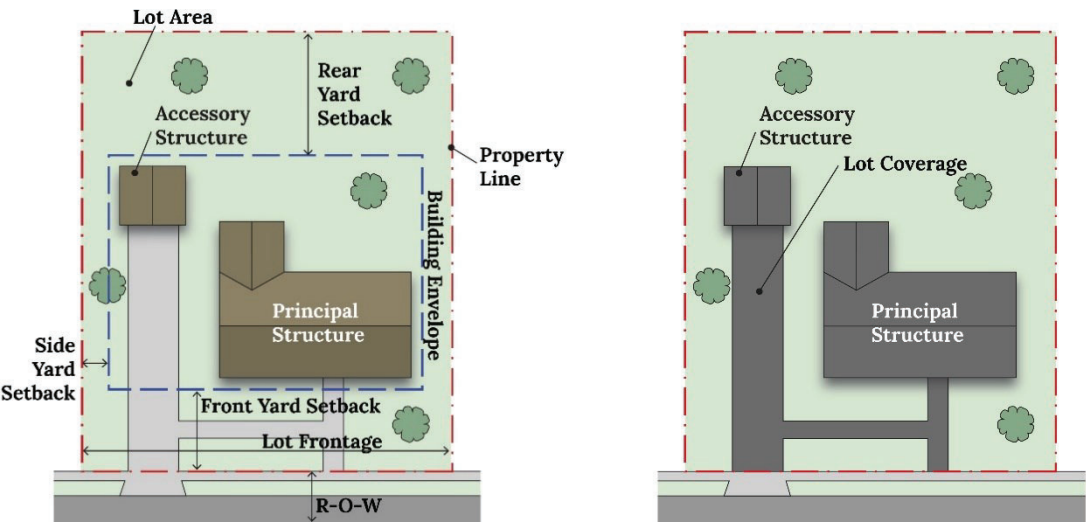 Lot Area
Rear
Yard
Setback
Accessory
Structure
Property
Line
Building Envelope
Principal
Structure
Side
Yard
Setback
Front Yard Setback
Lot Frontage
R-O-W
Accessory
Structure
Lot Coverage
Principal
Structure